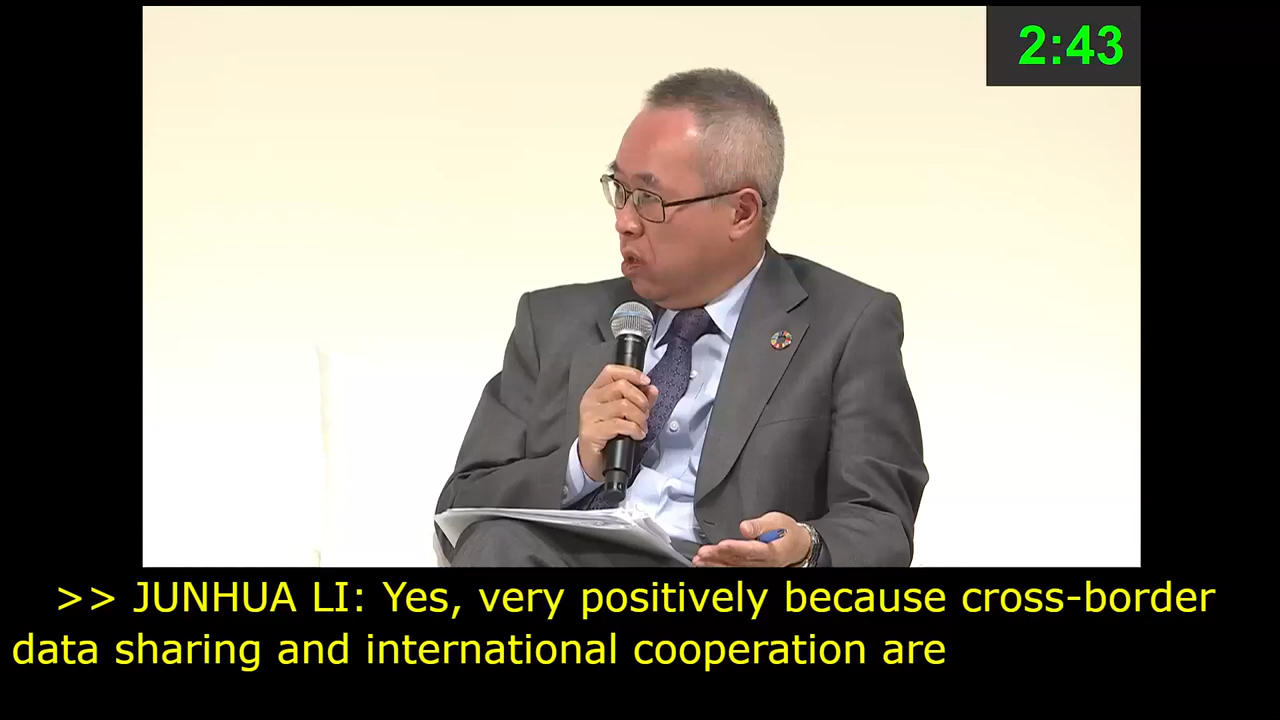 2:43
>> JUNHUA LI: Yes, very positively because cross-border
data sharing and international cooperation are